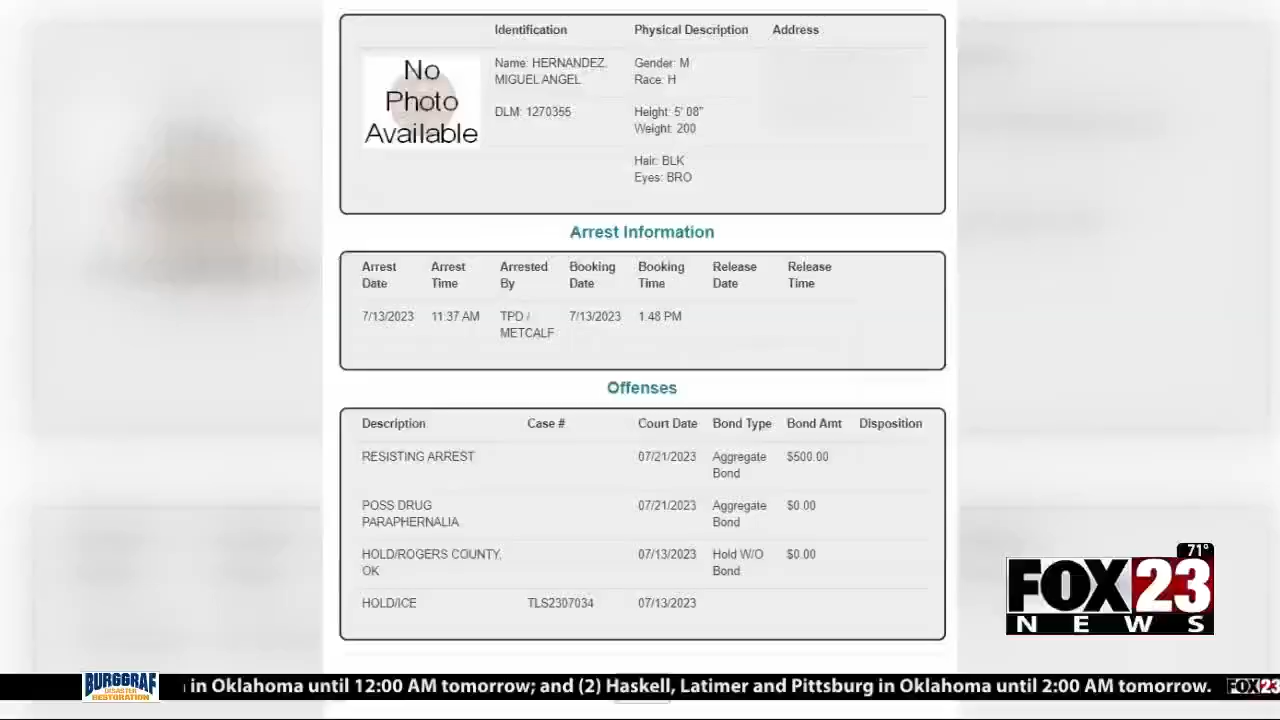 Identification Physical Description Address
No
Photo
Available
Name: HERNANDEZ,
MIGUEL ANGEL
DLM: 1270355
Gender: M
Race: H
Height: 5' 08"
Weight: 200
Hair: BLK
Eyes: BRO
Arrest Information
Arrest Date Arrest Time Arrested By Booking Date Booking Time Release Date Release Time
7/13/2023 11:37 AM TPD / METCALF 7/13/2023 1:48 PM
Offenses
Description Case # Court Date Bond Type Bond Amt Disposition
RESISTING ARREST 07/21/2023 Aggregate Bond $500.00
POSS DRUG PARAPHERNALIA 07/21/2023 Aggregate Bond $0.00
HOLD/ROGERS COUNTY, OK 07/13/2023 Hold W/O Bond $0.00
HOLD/ICE TLS2307034 07/13/2023
71°
FOX23
NEWS
BURGGRAF
DISASTER
RESTORATION
in Oklahoma until 12:00 AM tomorrow; and (2) Haskell, Latimer and Pittsburg in Oklahoma until 2:00 AM tomorrow.
FOX23